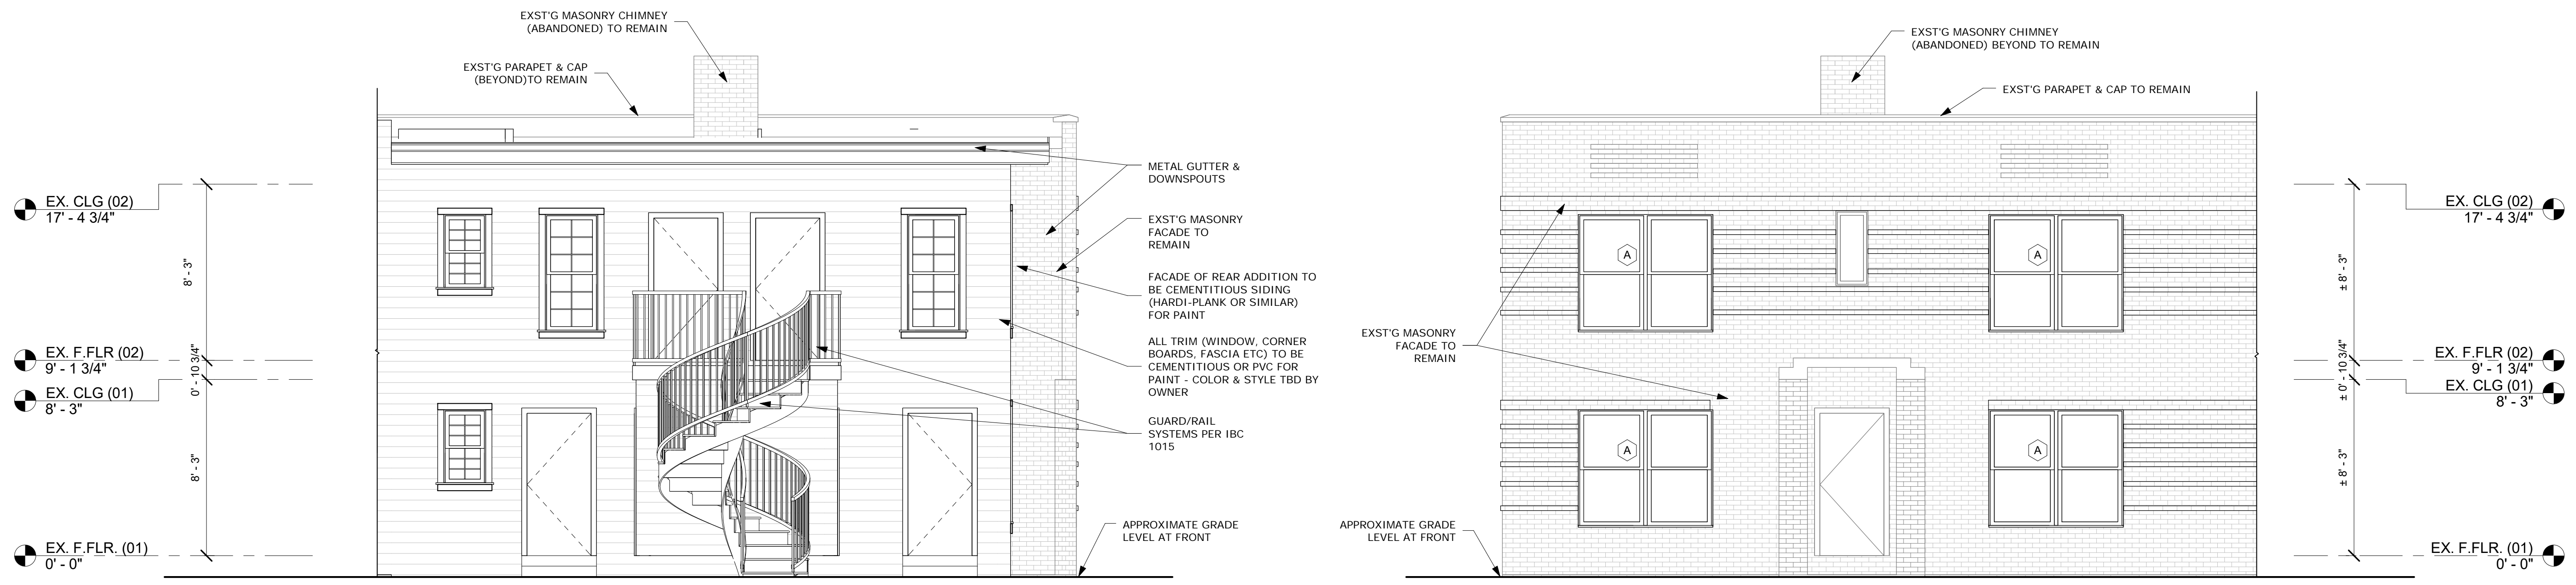 EXST'G MASONRY CHIMNEY
(ABANDONED) TO REMAIN
EXST'G PARAPET & CAP
(BEYOND)TO REMAIN
EX. CLG (02)
17' - 4 3/4"
8' - 3"
EX. F.FLR (02)
9' - 1 3/4"
0' - 10 3/4"
EX. CLG (01)
8' - 3"
8' - 3"
EX. F.FLR. (01)
0' - 0"
METAL GUTTER &
DOWNSPOUTS
EXST'G MASONRY
FACADE TO
REMAIN
FACADE OF REAR ADDITION TO
BE CEMENTITIOUS SIDING
(HARDI-PLANK OR SIMILAR)
FOR PAINT
ALL TRIM (WINDOW, CORNER
BOARDS, FASCIA ETC) TO BE
CEMENTITIOUS OR PVC FOR
PAINT - COLOR & STYLE TBD BY
OWNER
GUARD/RAIL
SYSTEMS PER IBC
1015
APPROXIMATE GRADE
LEVEL AT FRONT
EXST'G MASONRY CHIMNEY
(ABANDONED) BEYOND TO REMAIN
EXST'G PARAPET & CAP TO REMAIN
A
A
EXST'G MASONRY
FACADE TO
REMAIN
A
A
APPROXIMATE GRADE
LEVEL AT FRONT
EX. CLG (02)
17' - 4 3/4"
± 8' - 3"
EX. F.FLR (02)
9' - 1 3/4"
± 0' - 10 3/4"
EX. CLG (01)
8' - 3"
± 8' - 3"
EX. F.FLR. (01)
0' - 0"